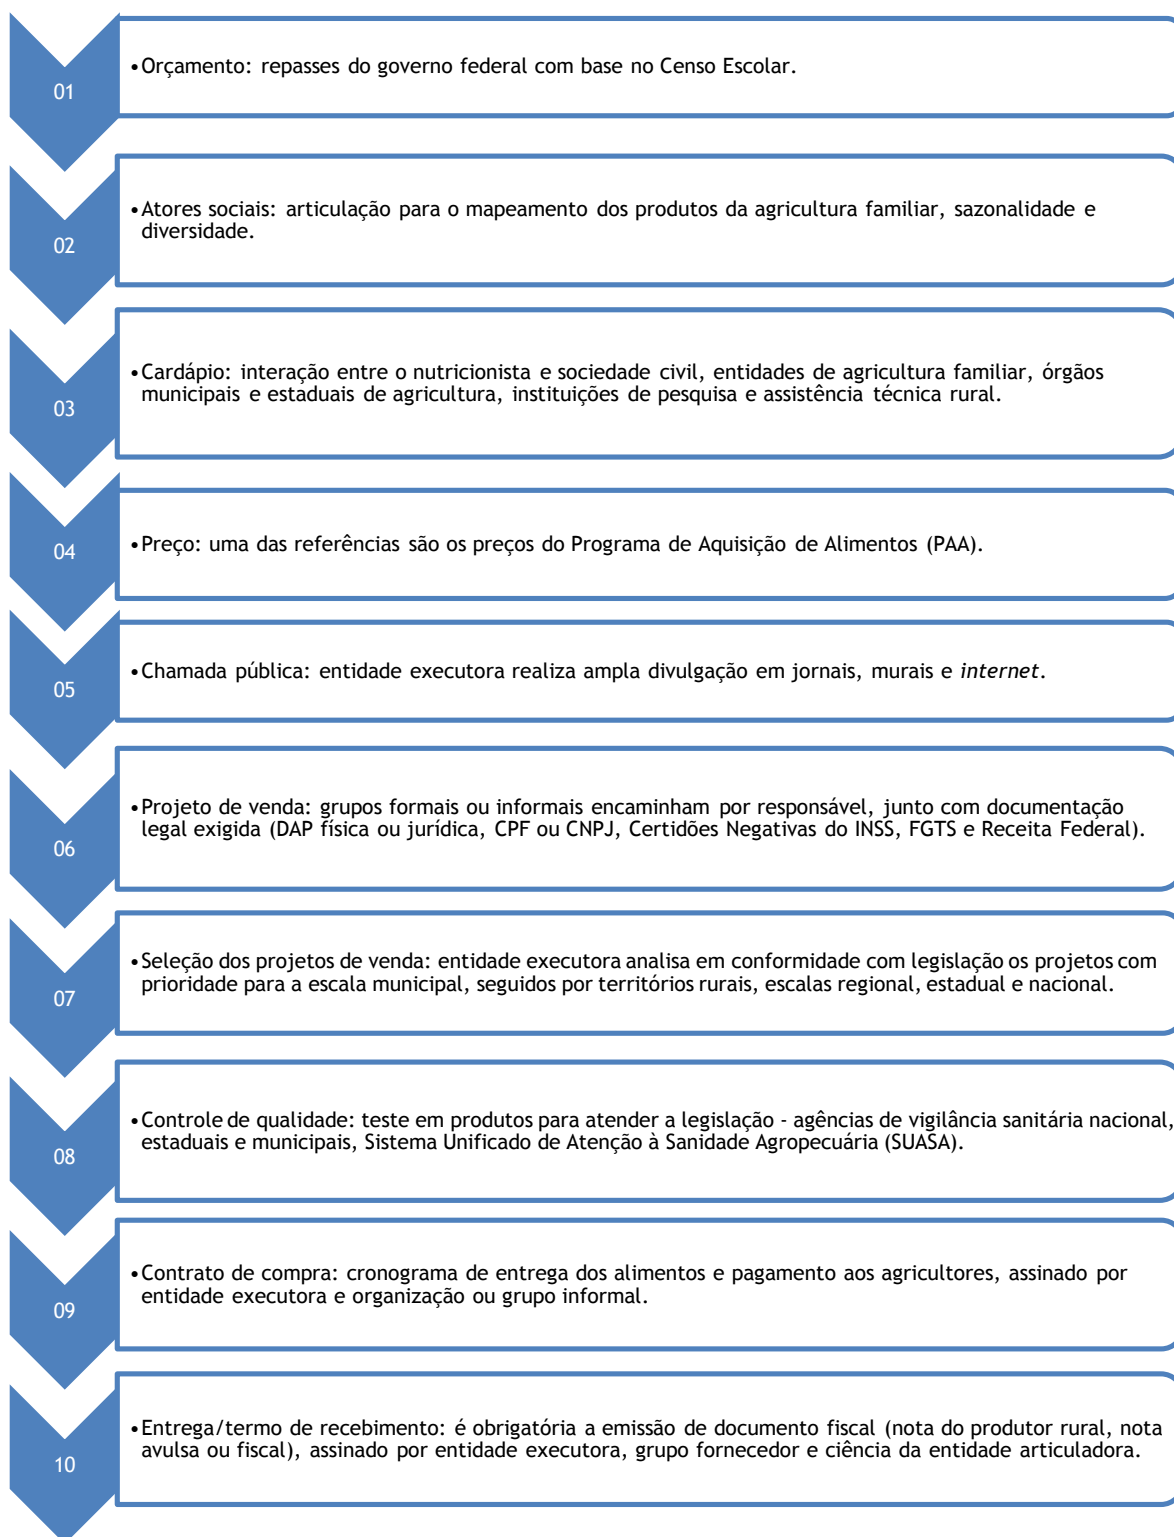 01
•Orçamento: repasses do governo federal com base no Censo Escolar.
02
•Atores sociais: articulação para o mapeamento dos produtos da agricultura familiar, sazonalidade e
diversidade.
03
•Cardápio: interação entre o nutricionista e sociedade civil, entidades de agricultura familiar, órgãos
municipais e estaduais de agricultura, instituições de pesquisa e assistência técnica rural.
04
•Preço: uma das referências são os preços do Programa de Aquisição de Alimentos (PAA).
05
•Chamada pública: entidade executora realiza ampla divulgação em jornais, murais e internet.
06
•Projeto de venda: grupos formais ou informais encaminham por responsável, junto com documentação
legal exigida (DAP física ou jurídica, CPF ou CNPJ, Certidões Negativas do INSS, FGTS e Receita Federal).
07
•Seleção dos projetos de venda: entidade executora analisa em conformidade com legislação os projetos com
prioridade para a escala municipal, seguidos por territórios rurais, escalas regional, estadual e nacional.
08
•Controle de qualidade: teste em produtos para atender a legislação - agências de vigilância sanitária nacional,
estaduais e municipais, Sistema Unificado de Atenção à Sanidade Agropecuária (SUASA).
09
•Contrato de compra: cronograma de entrega dos alimentos e pagamento aos agricultores, assinado por
entidade executora e organização ou grupo informal.
10
•Entrega/termo de recebimento: é obrigatória a emissão de documento fiscal (nota do produtor rural, nota
avulsa ou fiscal), assinado por entidade executora, grupo fornecedor e ciência da entidade articuladora.